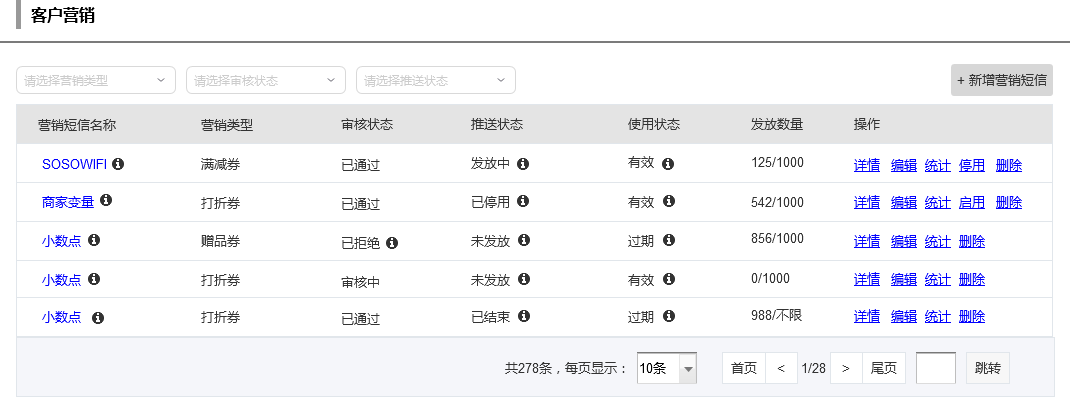 客户营销
请选择营销类型 请选择审核状态 请选择推送状态 + 新增营销短信
营销短信名称 营销类型 审核状态 推送状态 使用状态 发放数量 操作
SOSOWIFI 满减券 已通过 发放中 有效 125/1000 详情 编辑 统计 停用 删除
商家变量 打折券 已通过 已停用 有效 542/1000 详情 编辑 统计 启用 删除
小数点 赠品券 已拒绝 未发放 过期 856/1000 详情 编辑 统计 删除
小数点 打折券 审核中 未发放 有效 0/1000 详情 编辑 统计 删除
小数点 打折券 已通过 已结束 过期 988/不限 详情 编辑 统计 删除
共278条，每页显示： 10条 首页 < 1/28 > 尾页 跳转